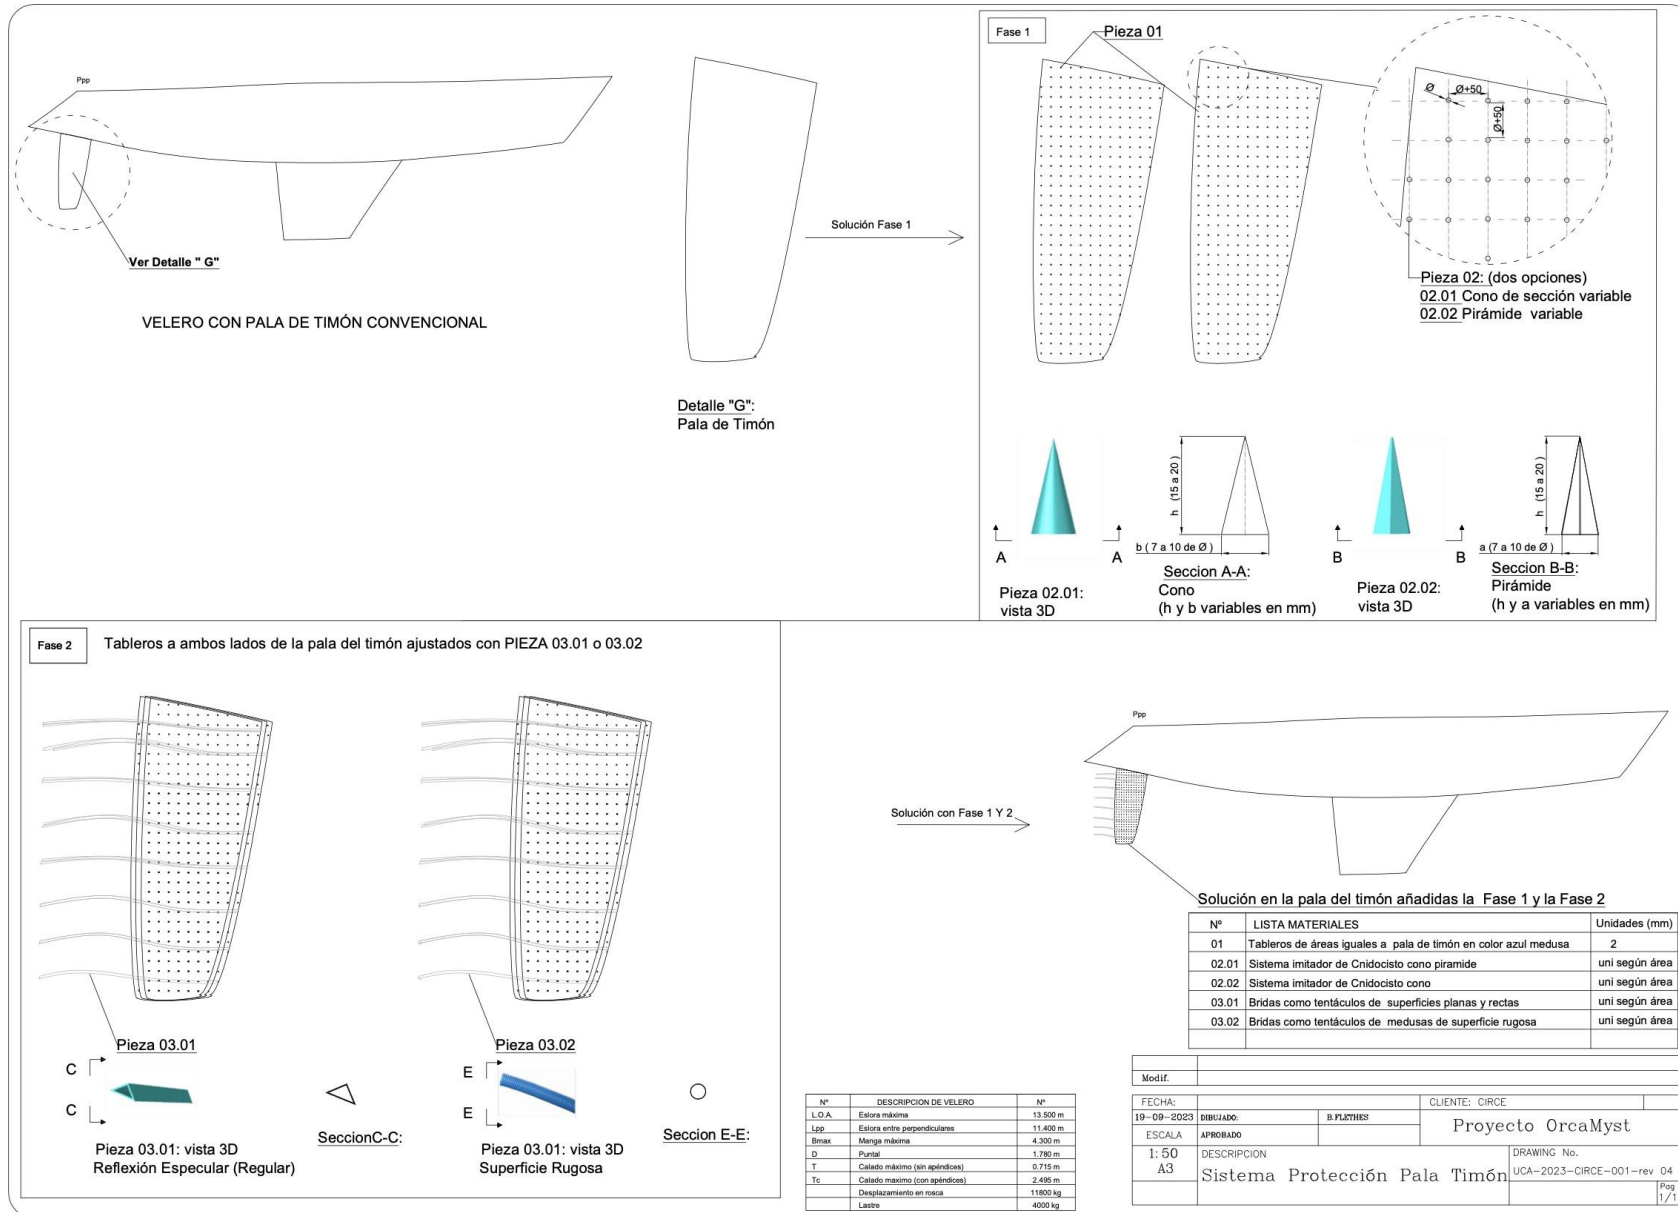 Ppp
Ver Detalle " G"
VELERO CON PALA DE TIMÓN CONVENCIONAL
Detalle "G":
Pala de Timón
Solución Fase 1
Fase 1
Pieza 01
Ø
Ø+50
Ø+50
Pieza 02: (dos opciones)
02.01 Cono de sección variable
02.02 Pirámide variable
h (15 a 20 )
A
A
b ( 7 a 10 de Ø )
Pieza 02.01:
vista 3D
Seccion A-A:
Cono
(h y b variables en mm)
h (15 a 20 )
B
B
a (7 a 10 de Ø )
Pieza 02.02:
vista 3D
Seccion B-B:
Pirámide
(h y a variables en mm)
Fase 2
Tableros a ambos lados de la pala del timón ajustados con PIEZA 03.01 o 03.02
Pieza 03.01
C
C
Pieza 03.01: vista 3D
Reflexión Especular (Regular)
SeccionC-C:
Pieza 03.02
E
E
Pieza 03.01: vista 3D
Superficie Rugosa
Seccion E-E:
Solución con Fase 1 Y 2
Ppp
Solución en la pala del timón añadidas la Fase 1 y la Fase 2
Nº LISTA MATERIALES Unidades (mm)
01 Tableros de áreas iguales a pala de timón en color azul medusa 2
02.01 Sistema imitador de Cnidocisto cono piramide uni según área
02.02 Sistema imitador de Cnidocisto cono uni según área
03.01 Bridas como tentáculos de superficies planas y rectas uni según área
03.02 Bridas como tentáculos de medusas de superficie rugosa uni según área
Nº DESCRIPCION DE VELERO Nº
L.O.A. Eslora máxima 13.500 m
Lpp Eslora entre perpendiculares 11.400 m
Bmax Manga máxima 4.300 m
D Puntal 1.780 m
T Calado máximo (sin apéndices) 0.715 m
Tc Calado maximo (con apéndices) 2.495 m
Desplazamiento en rosca 11800 kg
Lastre 4000 kg
Modif.
FECHA: CLIENTE: CIRCE
19-09-2023 DIBUJADO: B.FLETHES
Proyecto OrcaMyst
ESCALA APROBADO
1:50
A3
DESCRIPCION
Sistema Protección Pala Timón
DRAWING No.
UCA-2023-CIRCE-001-rev 04
Pag
1/1